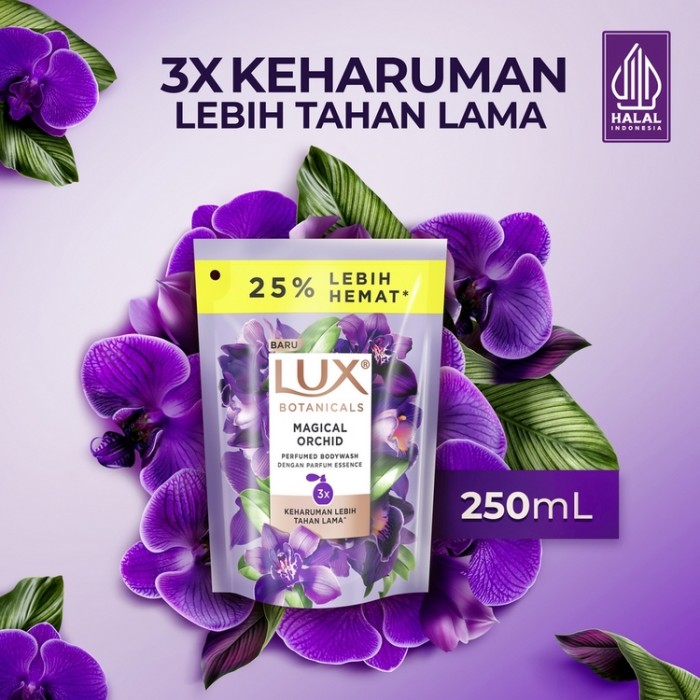 3X KEHARUMAN
LEBIH TAHAN LAMA
HALAL
INDONESIA
25% LEBIH
HEMAT*
BARU
LUX®
BOTANICALS
MAGICAL
ORCHID
PERFUMED BODYWASH
DENGAN PARFUM ESSENCE
3x
KEHARUMAN LEBIH
TAHAN LAMA^
250mL